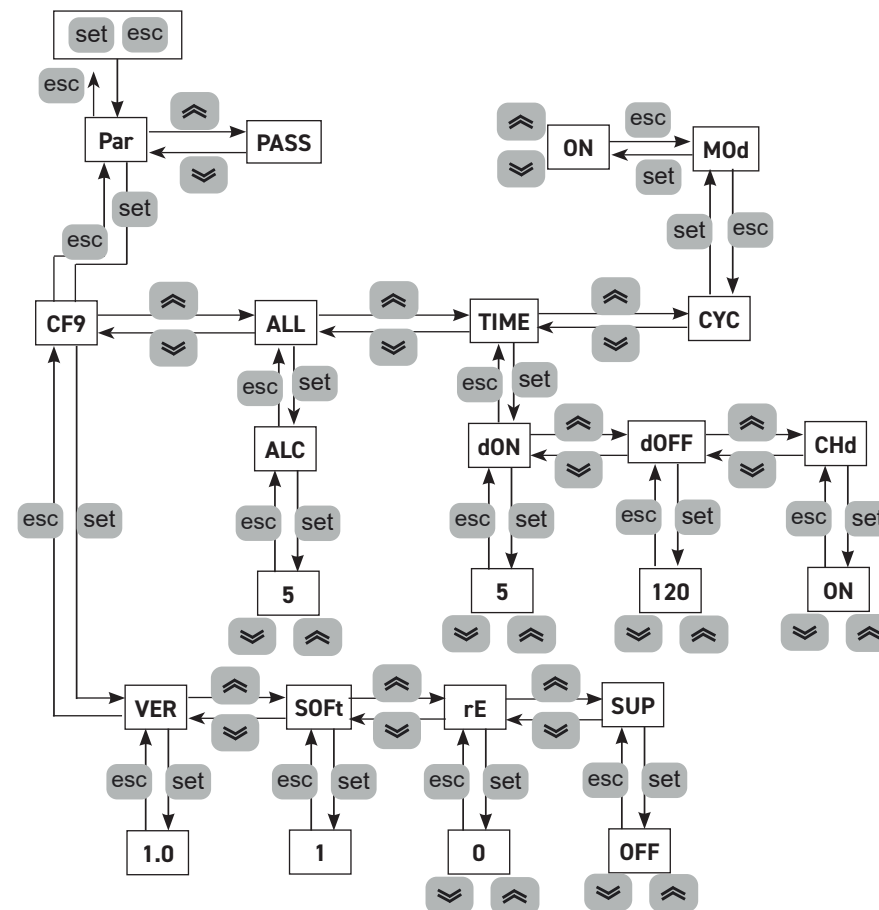 set esc
esc
Par
PASS
set
esc
ON
esc
MOd
set
set
esc
CF9
ALL
TIME
CYC
esc
set
esc
set
ALC
dON
dOFF
CHd
esc
set
esc
set
esc
set
esc
set
esc
set
5
5
120
ON
VER
SOFt
rE
SUP
esc
set
esc
set
esc
set
esc
set
1.0
1
0
OFF